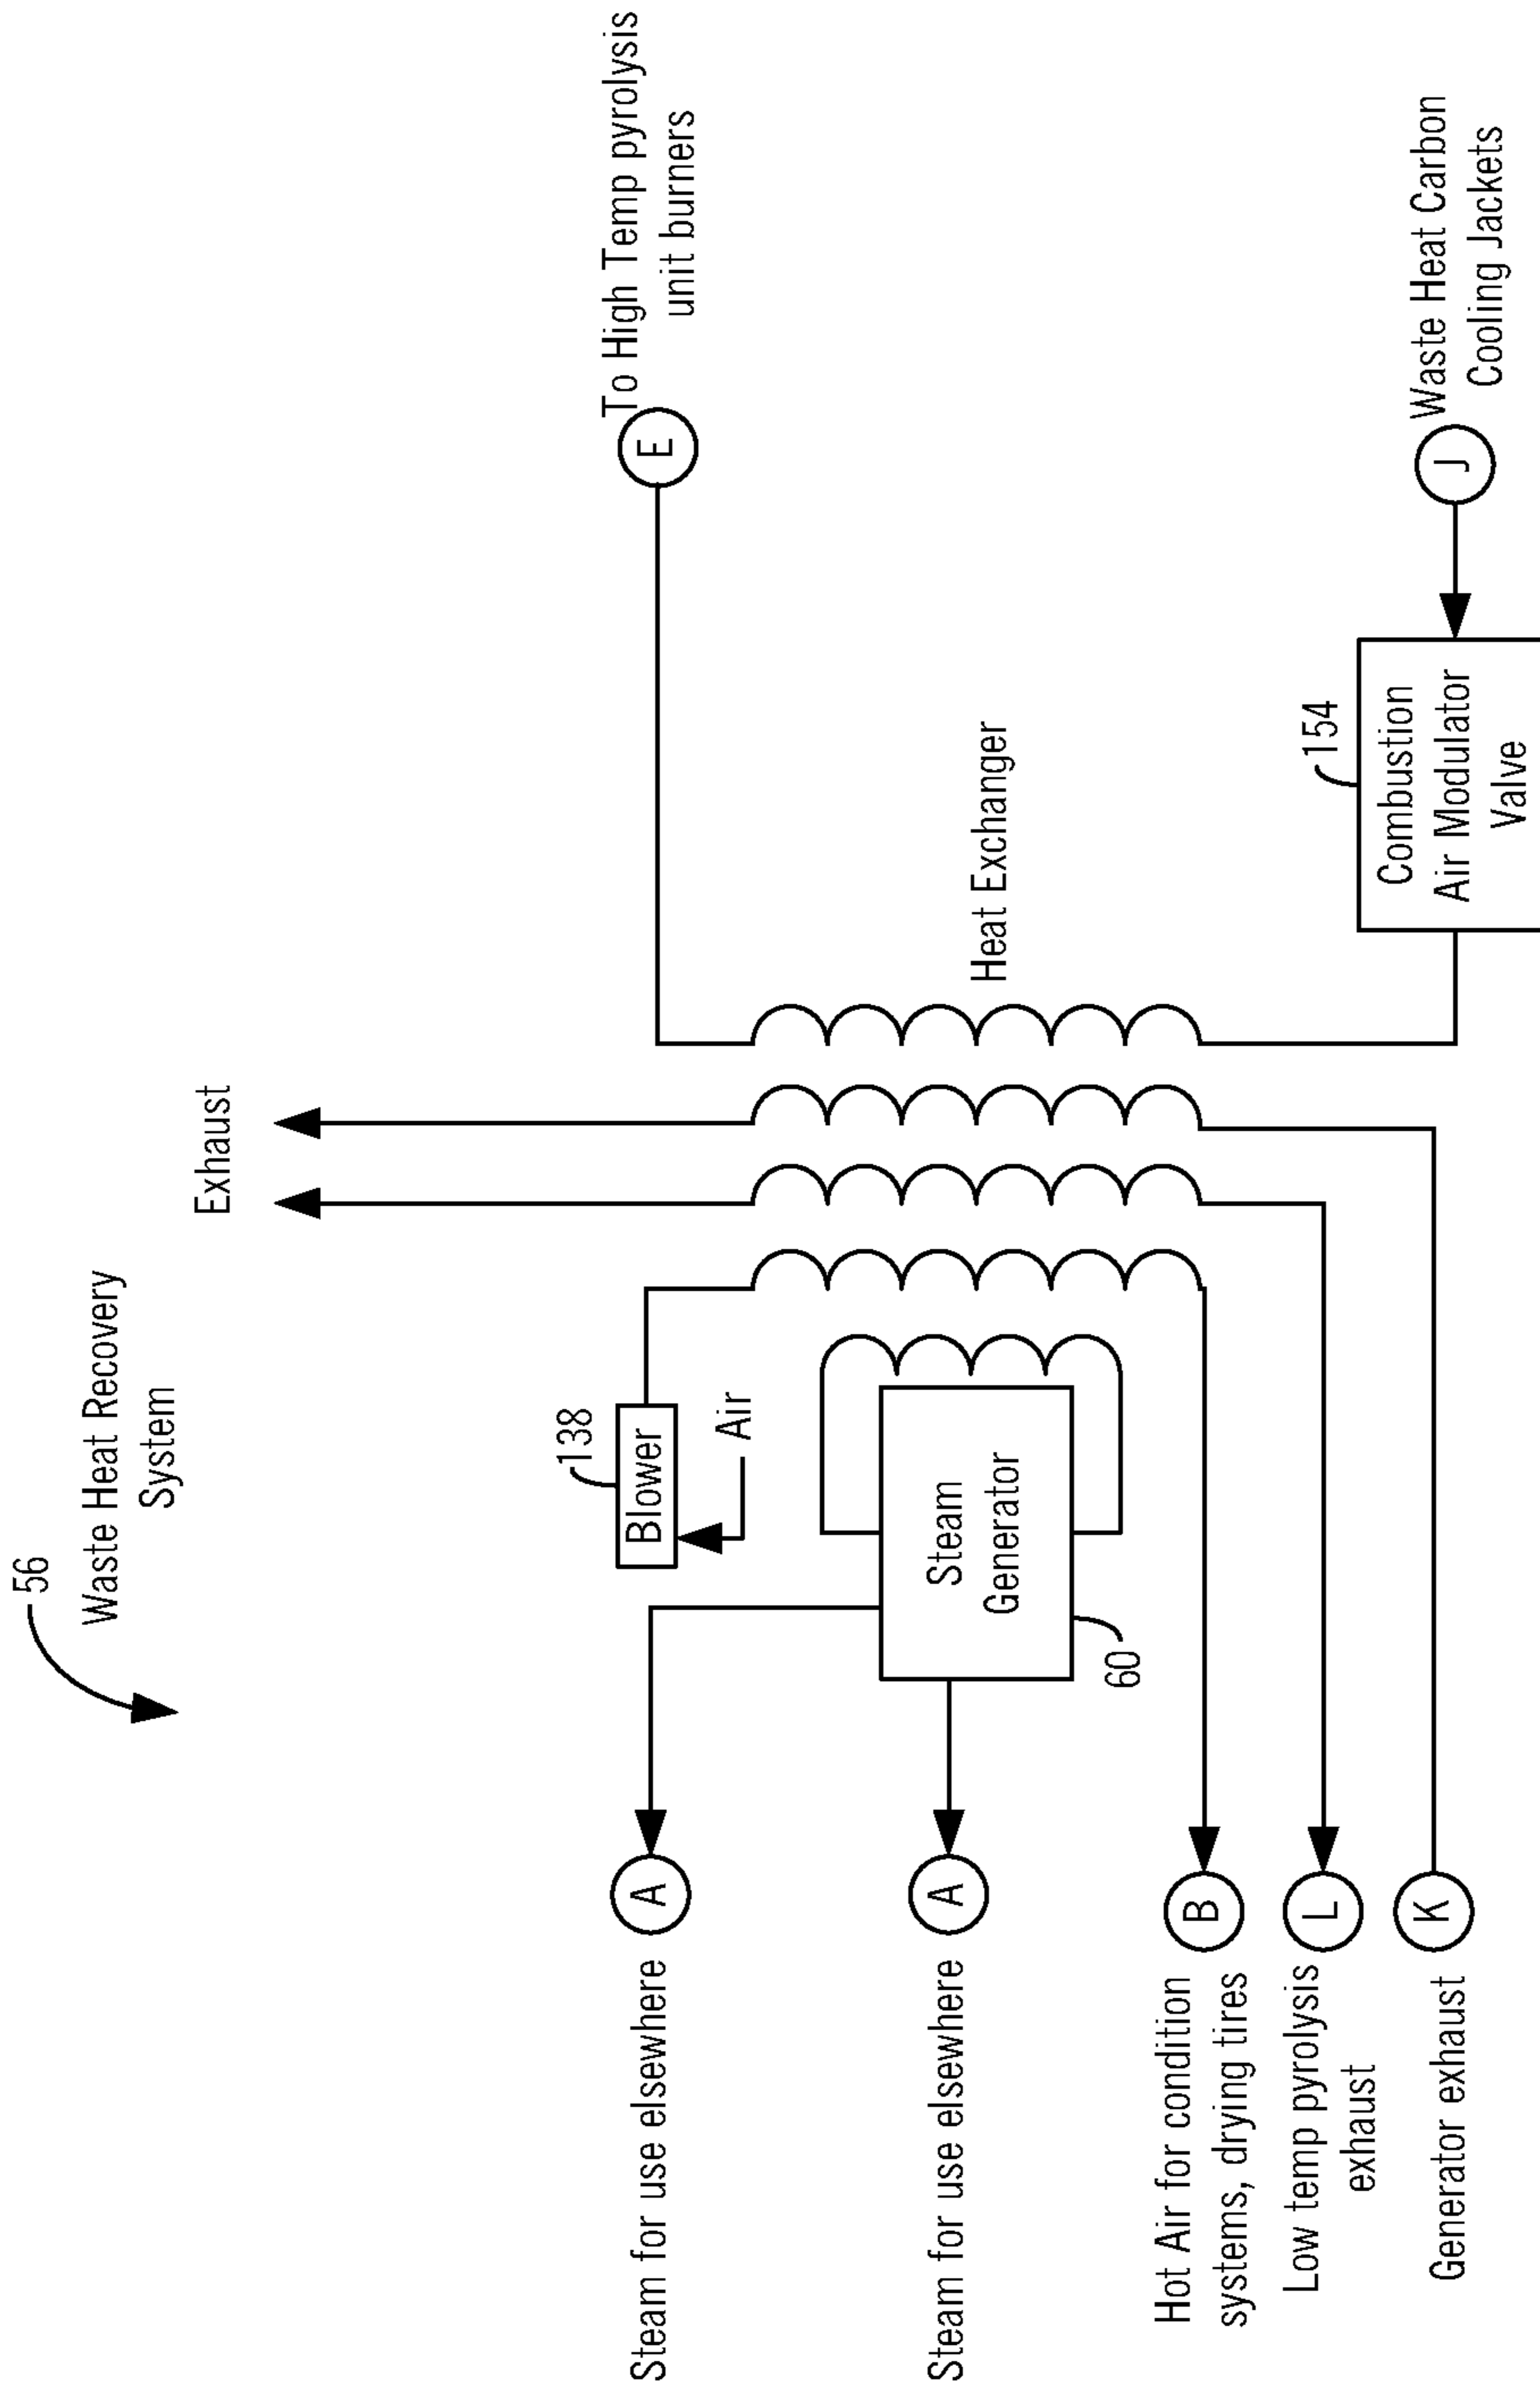 56
Waste Heat Recovery
System
Exhaust
138
Blower
Air
To High Temp pyrolysis
unit burners
E
A
Steam for use elsewhere
A
Steam for use elsewhere
Steam
Generator
60
Heat Exchanger
B
Hot Air for condition
systems, drying tires
L
Low temp pyrolysis
exhaust
K
Generator exhaust
154
Combustion
Air Modulator
Valve
J
Waste Heat Carbon
Cooling Jackets